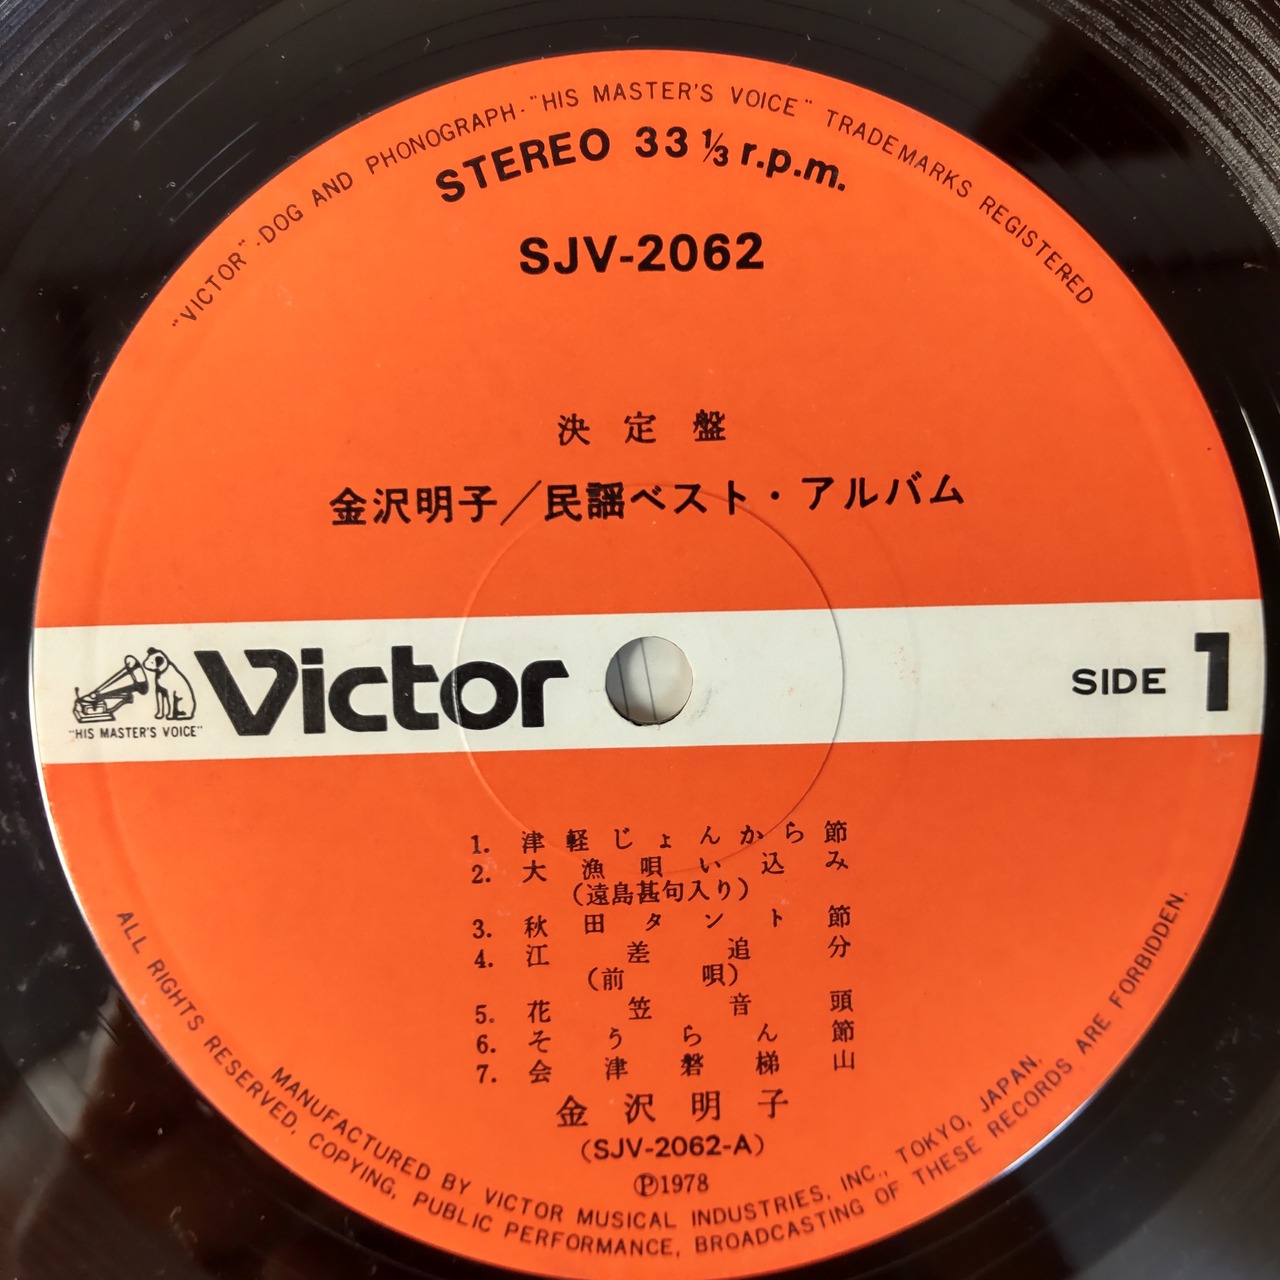 "VICTOR"·DOG AND PHONOGRAPH·"HIS MASTER'S VOICE" TRADEMARKS REGISTERED
STEREO 33 1/3 r.p.m.
SJV-2062
決定盤
金沢明子／民謡ベスト・アルバム
"HIS MASTER'S VOICE"
Victor
SIDE 1
1. 津軽じょんから節
2. 大漁唄い込み
(遠島甚句入り)
3. 秋田タント節
4. 江差追分
(前唄)
5. 花笠音頭
6. そうらん節
7. 会津磐梯山
金沢明子
(SJV-2062-A)
Ⓟ1978
MANUFACTURED BY VICTOR MUSICAL INDUSTRIES, INC., TOKYO, JAPAN.
ALL RIGHTS RESERVED, COPYING, PUBLIC PERFORMANCE, BROADCASTING OF THESE RECORDS ARE FORBIDDEN.